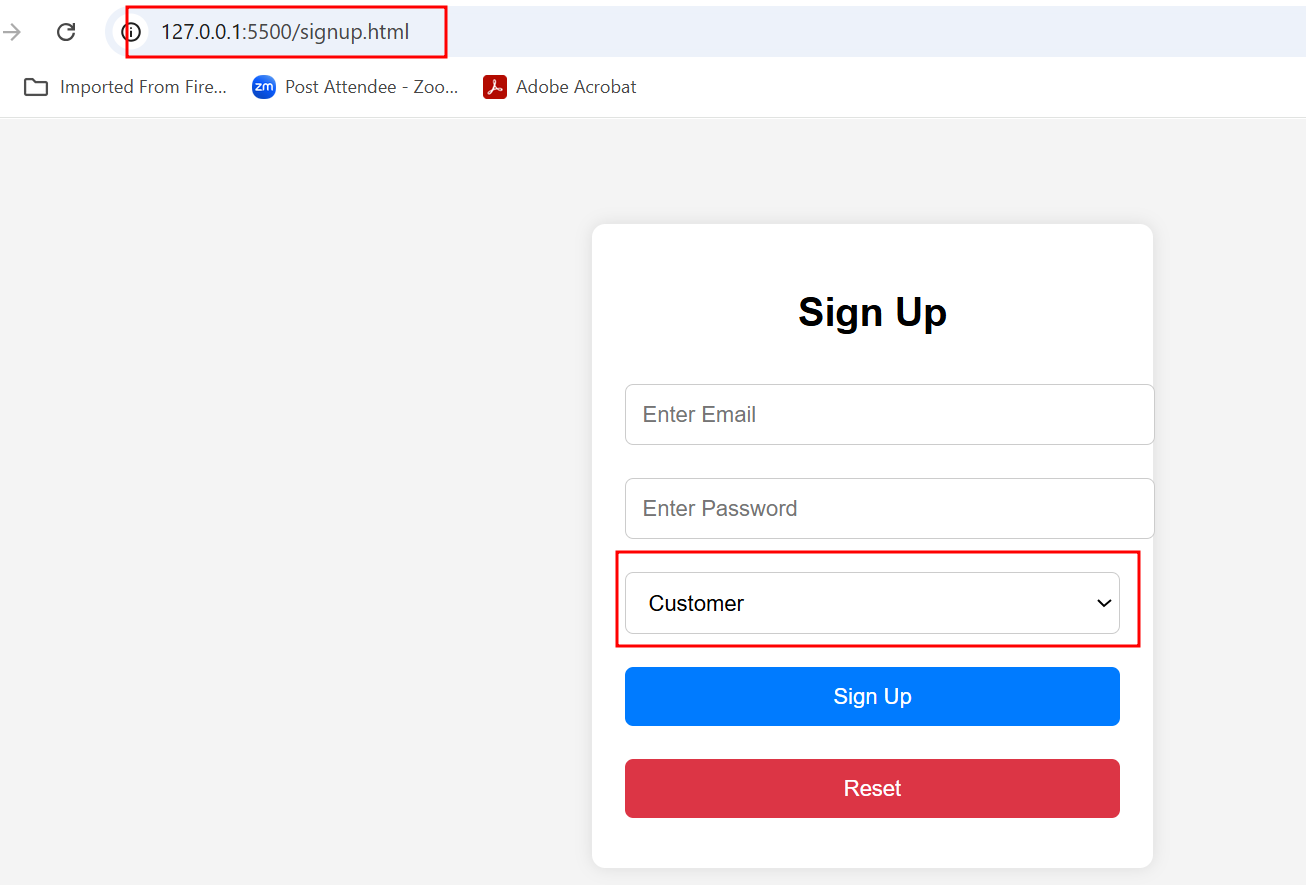 127.0.0.1:5500/signup.html
Imported From Fire... zm Post Attendee - Zoo... Adobe Acrobat
Sign Up
Enter Email
Enter Password
Customer
Sign Up
Reset